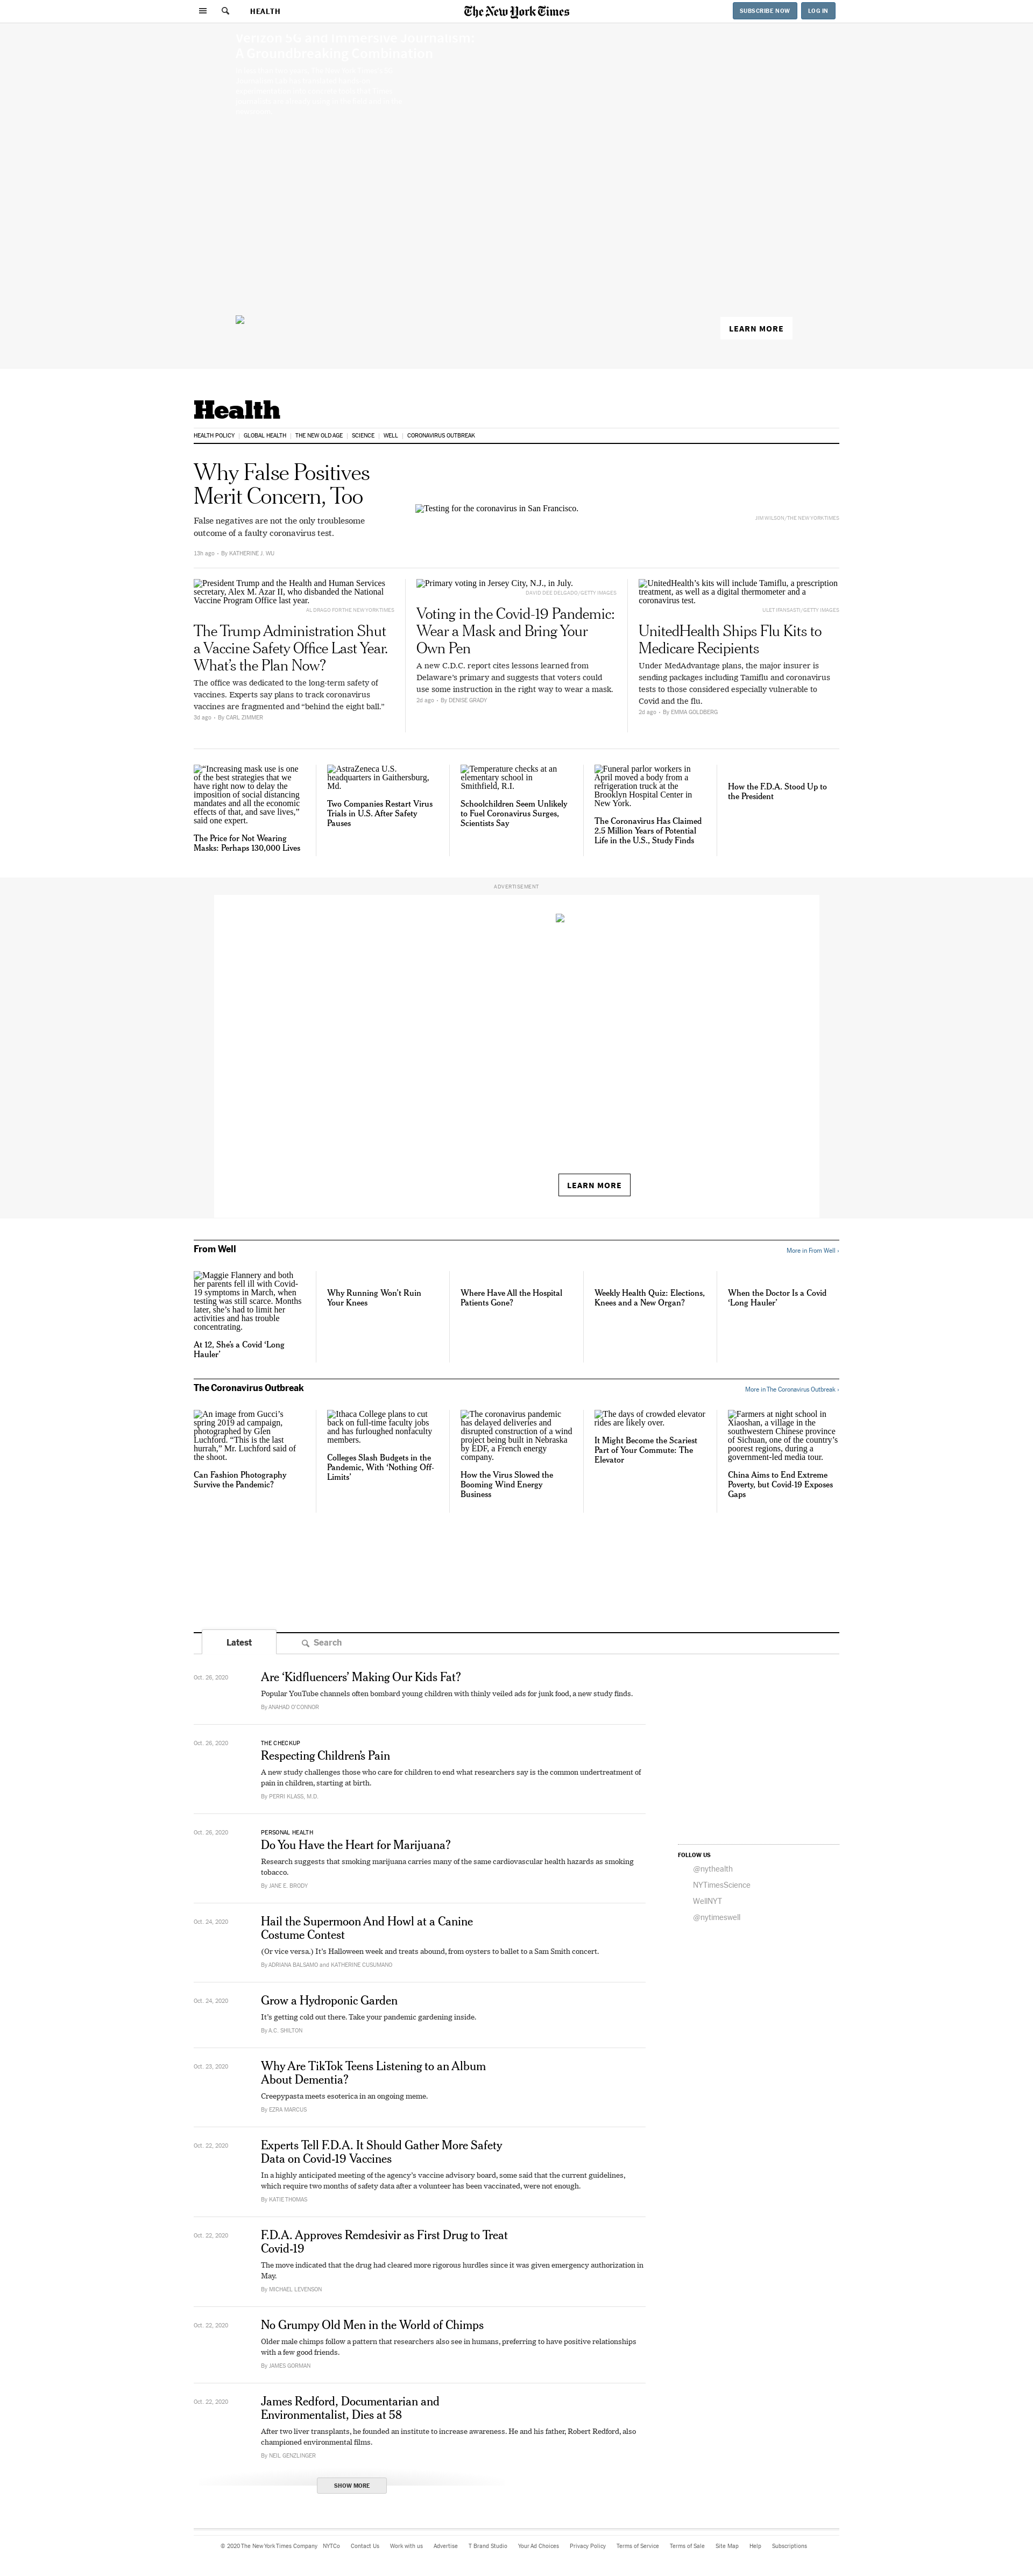 HEALTH
The New York Times
SUBSCRIBE NOW
LOG IN
Verizon 5G and Immersive Journalism:
A Groundbreaking Combination
LEARN MORE
Health
HEALTH POLICY
GLOBAL HEALTH
THE NEW OLD AGE
SCIENCE
WELL
CORONAVIRUS OUTBREAK
Why False Positives
Merit Concern, Too
False negatives are not the only troublesome
outcome of a faulty coronavirus test.
13h ago - By KATHERINE J. WU
Testing for the coronavirus in San Francisco.
JIM WILSON/THE NEW YORK TIMES
President Trump and the Health and Human Services
secretary, Alex M. Azar II, who disbanded the National
Vaccine Program Office last year.
AL DRAGO FOR THE NEW YORK TIMES
The Trump Administration Shut
a Vaccine Safety Office Last Year.
What's the Plan Now?
The office was dedicated to the long-term safety of
vaccines. Experts say plans to track coronavirus
vaccines are fragmented and “behind the eight ball.”
3d ago - By CARL ZIMMER
Primary voting in Jersey City, N.J., in July.
DAVID DEE DELGADO/GETTY IMAGES
Voting in the Covid-19 Pandemic:
Wear a Mask and Bring Your
Own Pen
A new C.D.C. report cites lessons learned from
Delaware's primary and suggests that voters could
use some instruction in the right way to wear a mask.
2d ago - By DENISE GRADY
UnitedHealth’s kits will include Tamiflu, a prescription
treatment, as well as a digital thermometer and a
coronavirus test.
ULET IFANSASTI/GETTY IMAGES
UnitedHealth Ships Flu Kits to
Medicare Recipients
Under MedAdvantage plans, the major insurer is
sending packages including Tamiflu and coronavirus
tests to those considered especially vulnerable to
Covid and the flu.
2d ago - By EMMA GOLDBERG
“Increasing mask use is one
of the best strategies that we
have right now to delay the
imposition of social distancing
mandates and all the economic
effects of that, and save lives,”
said one expert.
The Price for Not Wearing
Masks: Perhaps 130,000 Lives
AstraZeneca U.S.
headquarters in Gaithersburg,
Md.
Two Companies Restart Virus
Trials in U.S. After Safety
Pauses
Temperature checks at an
elementary school in
Smithfield, R.I.
Schoolchildren Seem Unlikely
to Fuel Coronavirus Surges,
Scientists Say
Funeral parlor workers in
April moved a body from a
refrigeration truck at the
Brooklyn Hospital Center in
New York.
The Coronavirus Has Claimed
2.5 Million Years of Potential
Life in the U.S., Study Finds
How the F.D.A. Stood Up to
the President
ADVERTISEMENT
LEARN MORE
From Well
More in From Well ›
Maggie Flannery and both
her parents fell ill with Covid-
19 symptoms in March, when
testing was still scarce. Months
later, she’s had to limit her
activities and has trouble
concentrating.
At 12, She’s a Covid ‘Long
Hauler’
Why Running Won’t Ruin
Your Knees
Where Have All the Hospital
Patients Gone?
Weekly Health Quiz: Elections,
Knees and a New Organ?
When the Doctor Is a Covid
‘Long Hauler’
The Coronavirus Outbreak
More in The Coronavirus Outbreak ›
An image from Gucci’s
spring 2019 ad campaign,
photographed by Glen
Luchford. “This is the last
hurrah,” Mr. Luchford said of
the shoot.
Can Fashion Photography
Survive the Pandemic?
Ithaca College plans to cut
back on full-time faculty jobs
and has furloughed nonfaculty
members.
Colleges Slash Budgets in the
Pandemic, With ‘Nothing Off-
Limits’
The coronavirus pandemic
has delayed deliveries and
disrupted construction of a wind
project being built in Nebraska
by EDF, a French energy
company.
How the Virus Slowed the
Booming Wind Energy
Business
The days of crowded elevator
rides are likely over.
It Might Become the Scariest
Part of Your Commute: The
Elevator
Farmers at night school in
Xiaoshan, a village in the
southwestern Chinese province
of Sichuan, one of the country’s
poorest regions, during a
government-led media tour.
China Aims to End Extreme
Poverty, but Covid-19 Exposes
Gaps
Latest
Search
Oct. 26, 2020
Are ‘Kidfluencers’ Making Our Kids Fat?
Popular YouTube channels often bombard young children with thinly veiled ads for junk food, a new study finds.
By ANAHAD O’CONNOR
Oct. 26, 2020
THE CHECKUP
Respecting Children’s Pain
A new study challenges those who care for children to end what researchers say is the common undertreatment of
pain in children, starting at birth.
By PERRI KLASS, M.D.
Oct. 26, 2020
PERSONAL HEALTH
Do You Have the Heart for Marijuana?
Research suggests that smoking marijuana carries many of the same cardiovascular health hazards as smoking
tobacco.
By JANE E. BRODY
FOLLOW US
@nythealth
NYTimesScience
WellNYT
@nytimeswell
Oct. 24, 2020
Hail the Supermoon And Howl at a Canine
Costume Contest
(Or vice versa.) It’s Halloween week and treats abound, from oysters to ballet to a Sam Smith concert.
By ADRIANA BALSAMO and KATHERINE CUSUMANO
Oct. 24, 2020
Grow a Hydroponic Garden
It’s getting cold out there. Take your pandemic gardening inside.
By A.C. SHILTON
Oct. 23, 2020
Why Are TikTok Teens Listening to an Album
About Dementia?
Creepypasta meets esoterica in an ongoing meme.
By EZRA MARCUS
Oct. 22, 2020
Experts Tell F.D.A. It Should Gather More Safety
Data on Covid-19 Vaccines
In a highly anticipated meeting of the agency’s vaccine advisory board, some said that the current guidelines,
which require two months of safety data after a volunteer has been vaccinated, were not enough.
By KATIE THOMAS
Oct. 22, 2020
F.D.A. Approves Remdesivir as First Drug to Treat
Covid-19
The move indicated that the drug had cleared more rigorous hurdles since it was given emergency authorization in
May.
By MICHAEL LEVENSON
Oct. 22, 2020
No Grumpy Old Men in the World of Chimps
Older male chimps follow a pattern that researchers also see in humans, preferring to have positive relationships
with a few good friends.
By JAMES GORMAN
Oct. 22, 2020
James Redford, Documentarian and
Environmentalist, Dies at 58
After two liver transplants, he founded an institute to increase awareness. He and his father, Robert Redford, also
championed environmental films.
By NEIL GENZLINGER
SHOW MORE
© 2020 The New York Times Company
NYTCo
Contact Us
Work with us
Advertise
T Brand Studio
Your Ad Choices
Privacy Policy
Terms of Service
Terms of Sale
Site Map
Help
Subscriptions